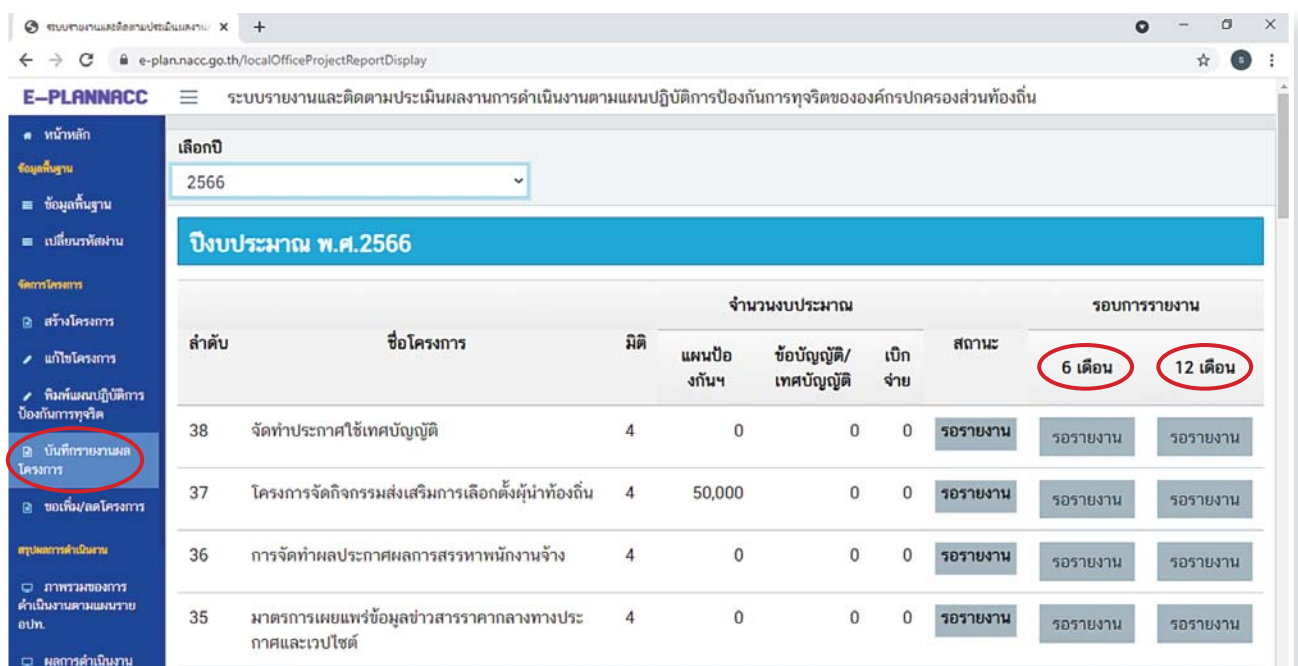 ระบบรายงานและติดตามประเมินผลงาน
e-plan.nacc.go.th/localOfficeProjectReportDisplay
S
E-PLANNACC
ระบบรายงานและติดตามประเมินผลงานการดำเนินงานตามแผนปฏิบัติการป้องกันการทุจริตขององค์กรปกครองส่วนท้องถิ่น
หน้าหลัก
ข้อมูลพื้นฐาน
ข้อมูลพื้นฐาน
เปลี่ยนรหัสผ่าน
จัดการโครงการ
สร้างโครงการ
แก้ไขโครงการ
พิมพ์แผนปฏิบัติการ
ป้องกันการทุจริต
บันทึกรายงานผล
โครงการ
ขอเพิ่ม/ลดโครงการ
สรุปผลการดำเนินงาน
ภาพรวมของการ
ดำเนินงานตามแผนราย
อปท.
ผลการดำเนินงาน
เลือกปี
2566
ปีงบประมาณ พ.ศ.2566
จำนวนงบประมาณ รอบการรายงาน
ลำดับ ชื่อโครงการ มิติ สถานะ
แผนป้อ ข้อบัญญัติ/ เบิก 6 เดือน 12 เดือน
งกันฯ เทศบัญญัติ จ่าย
38 จัดทำประกาศใช้เทศบัญญัติ 4 0 0 0 รอรายงาน รอรายงาน รอรายงาน
37 โครงการจัดกิจกรรมส่งเสริมการเลือกตั้งผู้นำท้องถิ่น 4 50,000 0 0 รอรายงาน รอรายงาน รอรายงาน
36 การจัดทำผลประกาศผลการสรรหาพนักงานจ้าง 4 0 0 0 รอรายงาน รอรายงาน รอรายงาน
35 มาตรการเผยแพร่ข้อมูลข่าวสารราคากลางทางประ 4 0 0 0 รอรายงาน รอรายงาน รอรายงาน
กาศและเวปไซต์